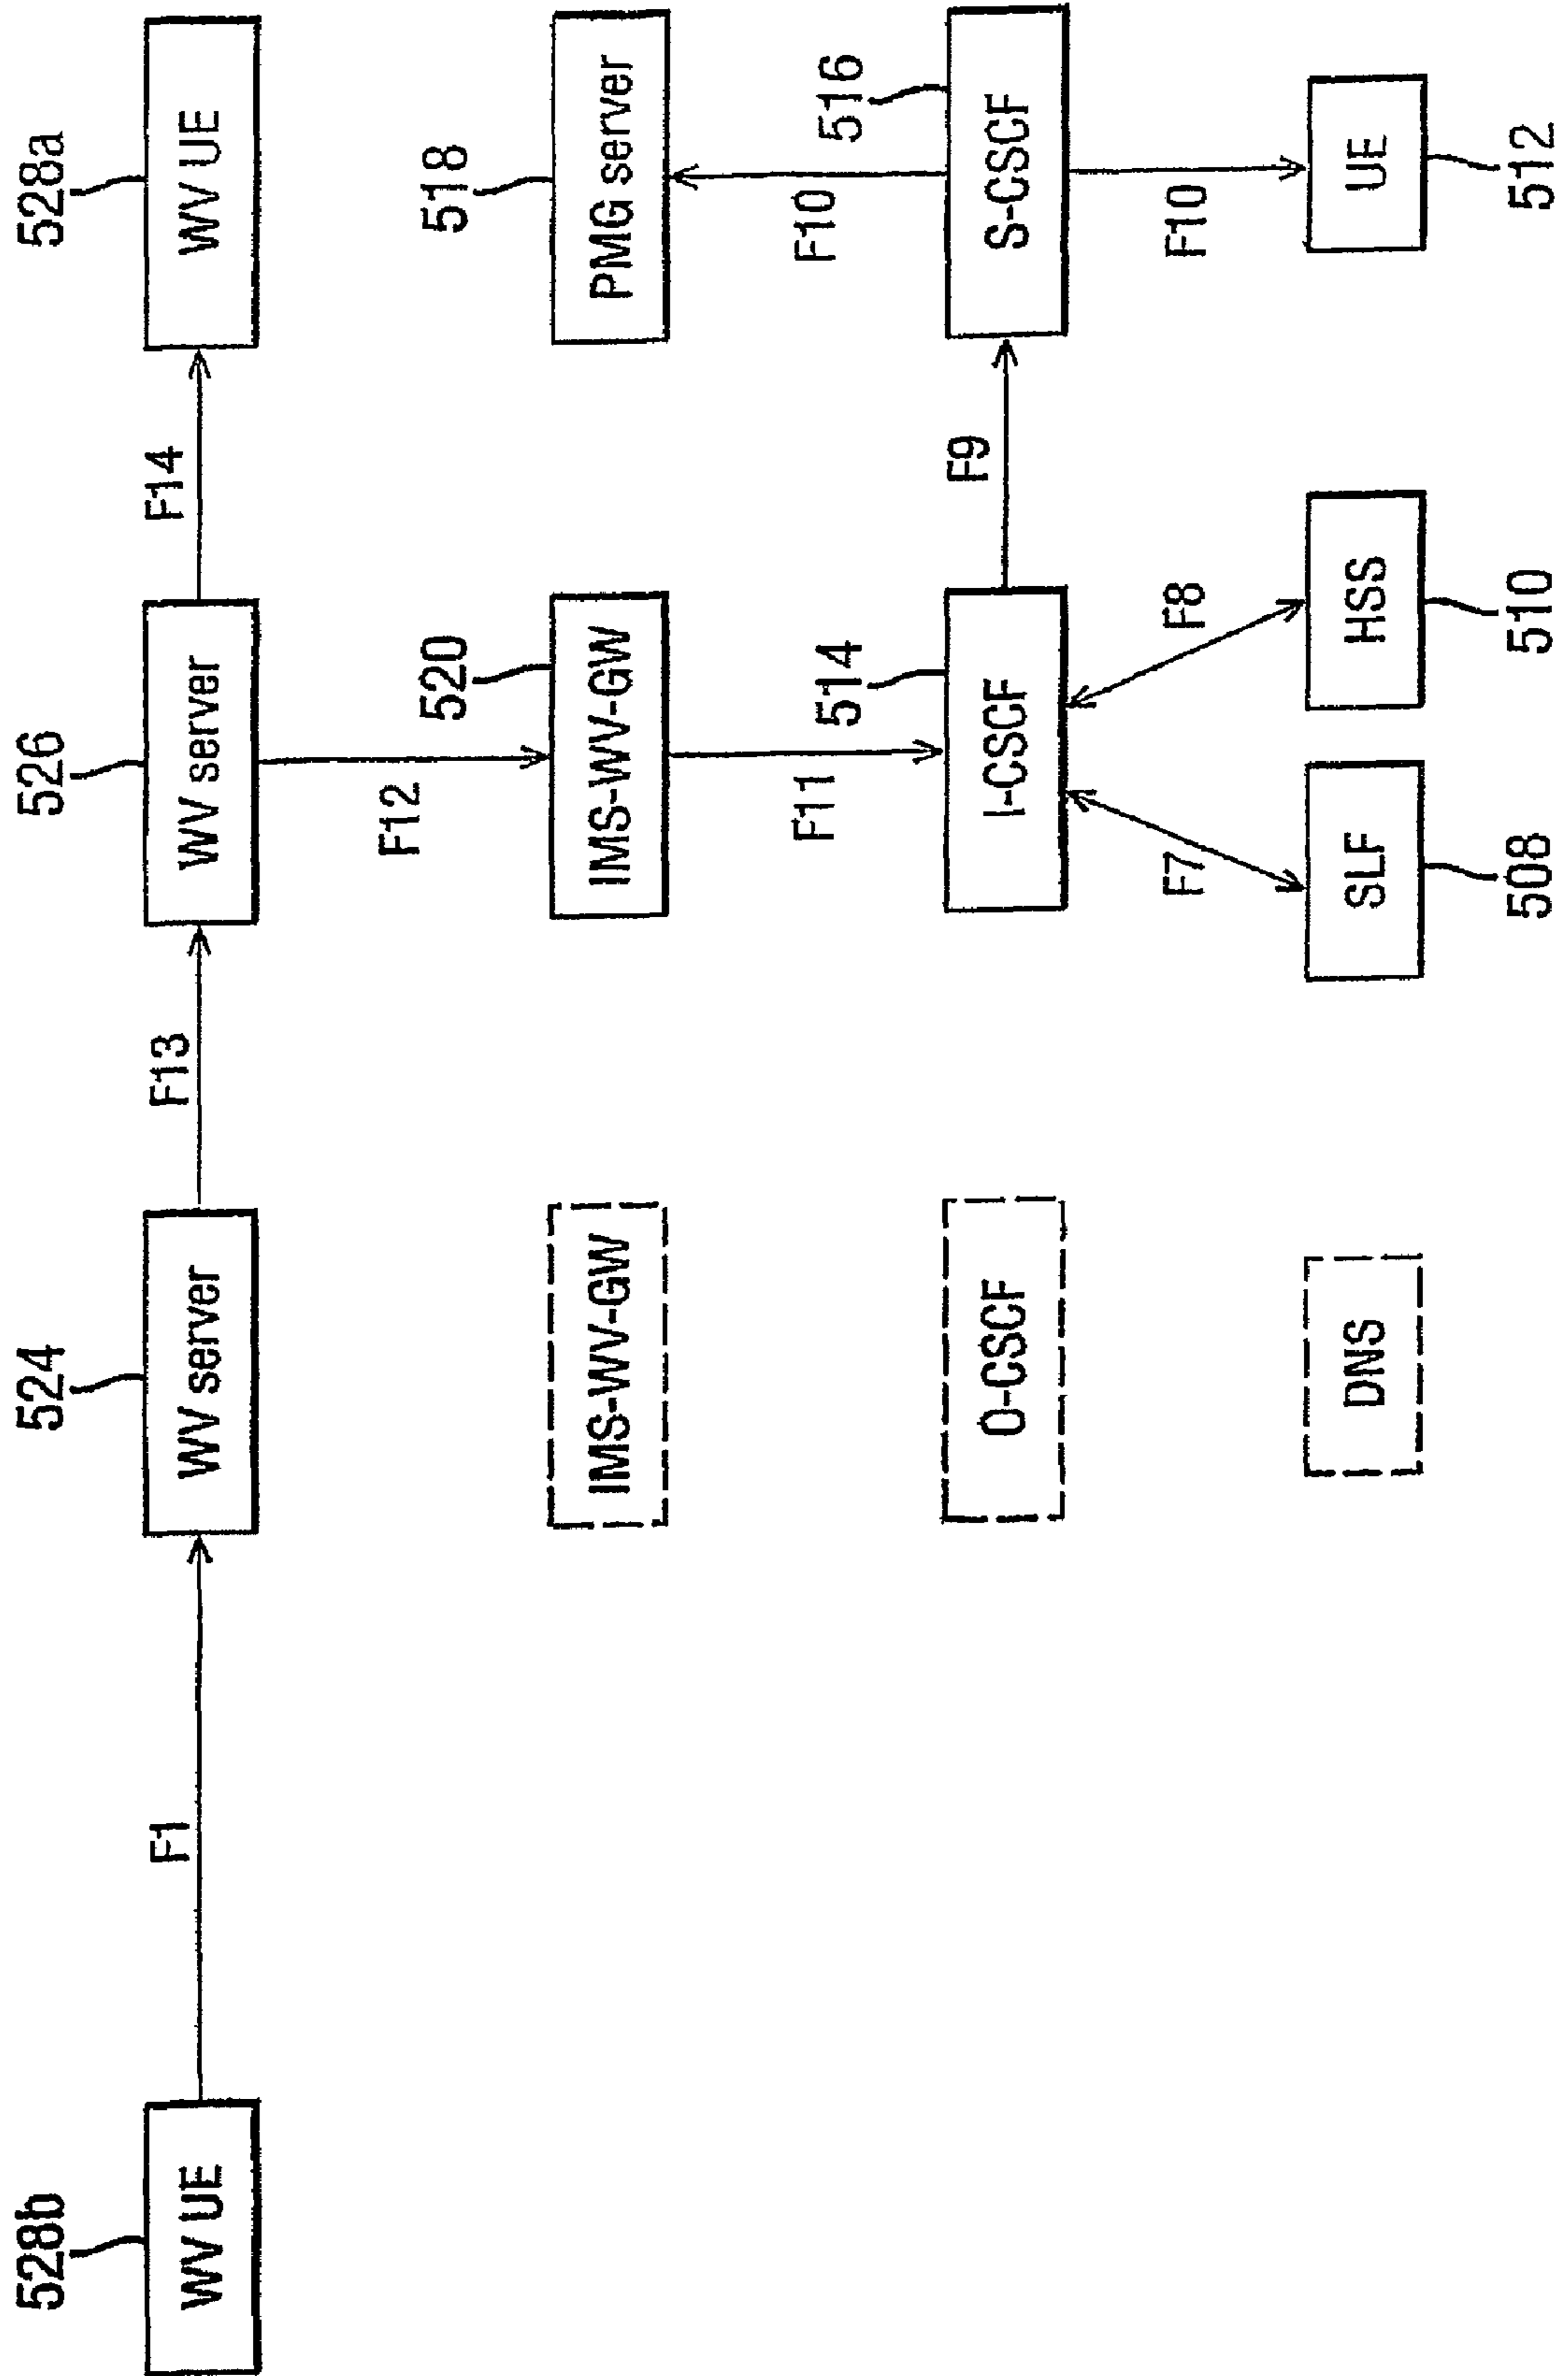 528b
WV UE
F1
524
WV server
F13
526
WV server
F14
528a
WV UE
F12
IMS-WV-GW
520
IMS-WV-GW
518
PMG server
F11
F10
O-CSCF
514
I-CSCF
F9
516
S-CSCF
F7
F8
F10
DNS
SLF
508
HSS
510
UE
512